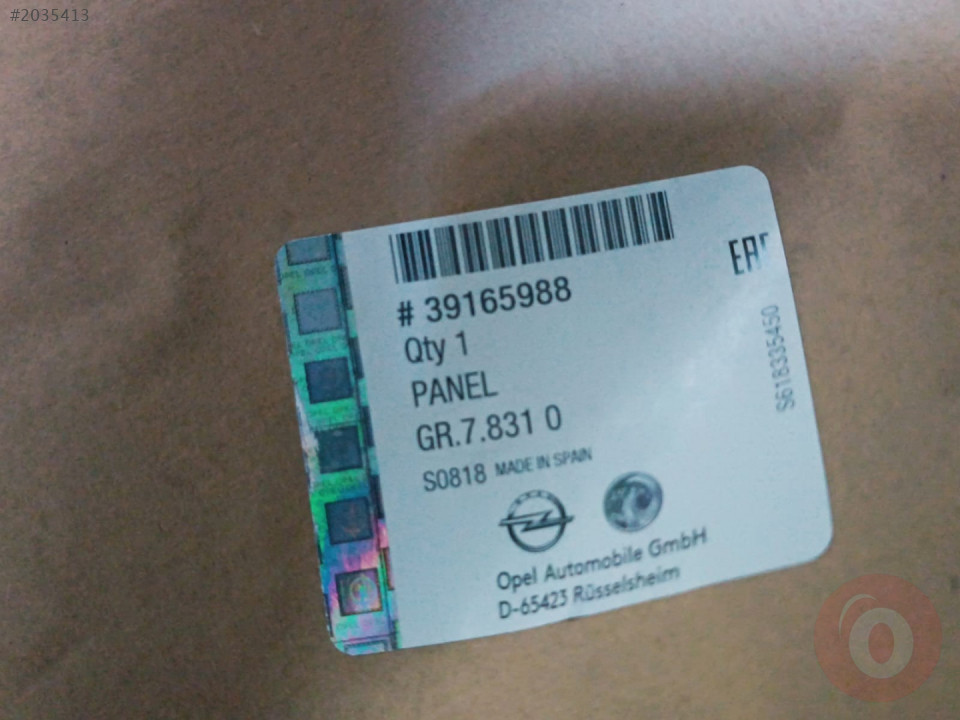 #2035413
EAC
# 39165988
Qty 1
PANEL
GR.7.831 0
S0818 MADE IN SPAIN
S618335450
Opel Automobile GmbH
D-65423 Rüsselsheim